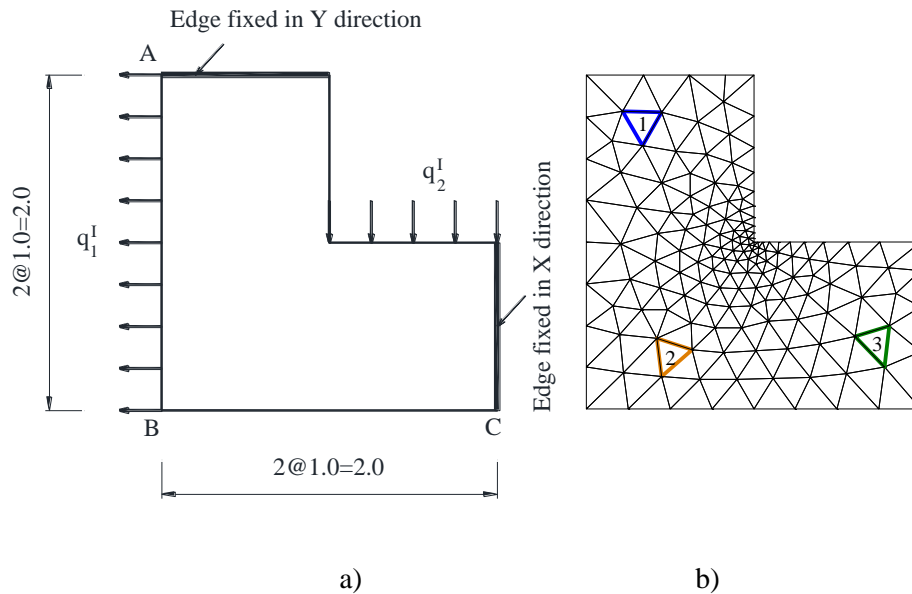 Edge fixed in Y direction
A
q₂ᴵ
q₁ᴵ
2@1.0=2.0
Edge fixed in X direction
B
C
2@1.0=2.0
1
2
3
a)
b)